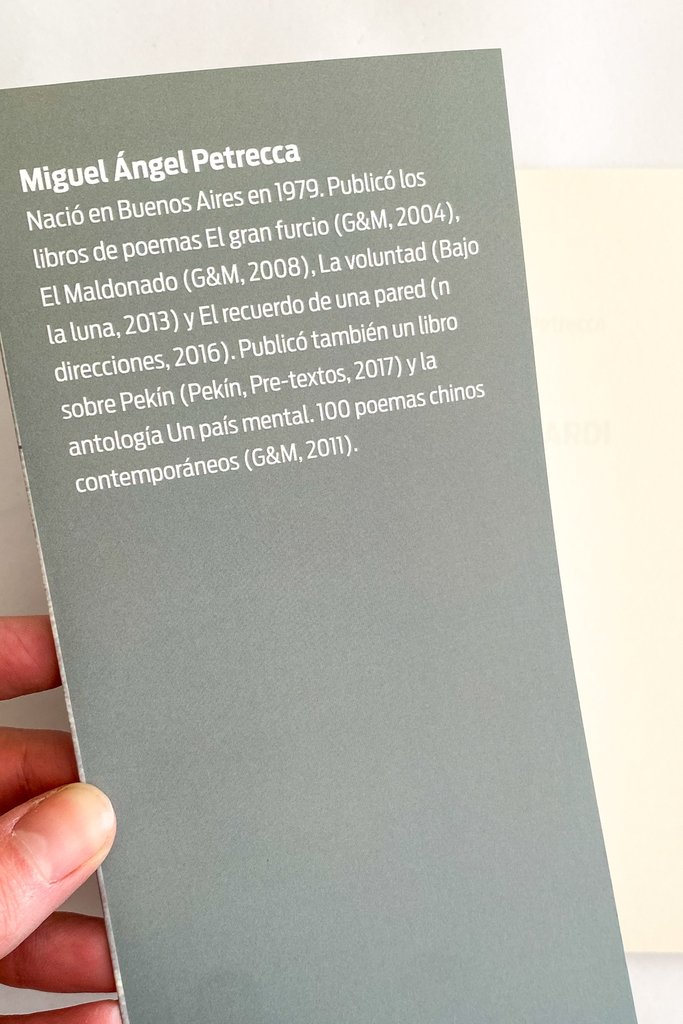 Miguel Ángel Petrecca
Nació en Buenos Aires en 1979. Publicó los
libros de poemas El gran furcio (G&M, 2004),
El Maldonado (G&M, 2008), La voluntad (Bajo
la luna, 2013) y El recuerdo de una pared (n
direcciones, 2016). Publicó también un libro
sobre Pekín (Pekín, Pre-textos, 2017) y la
antología Un país mental. 100 poemas chinos
contemporáneos (G&M, 2011).